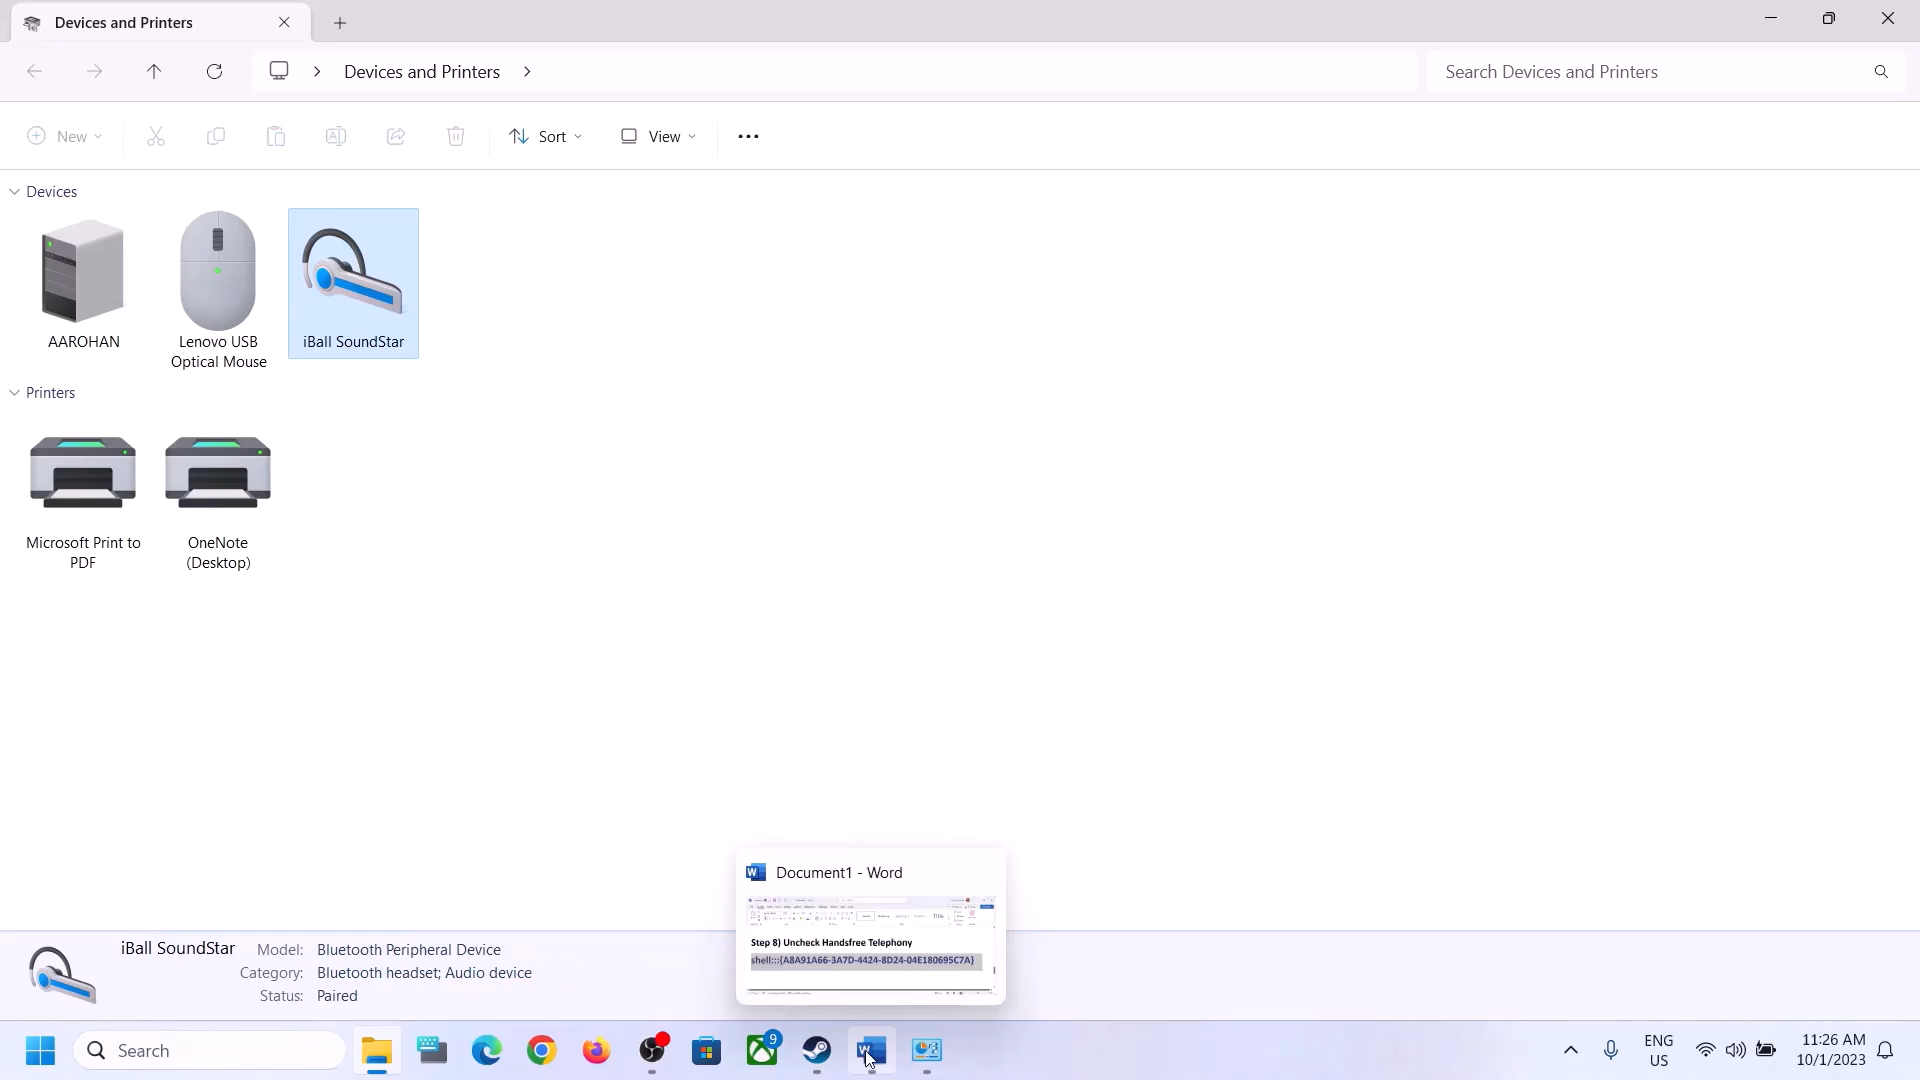 Devices and Printers
Devices and Printers
Search Devices and Printers
New
Sort
View
Devices
AAROHAN
Lenovo USB
Optical Mouse
iBall SoundStar
Printers
Microsoft Print to
PDF
OneNote
(Desktop)
Document1 - Word
Step 8) Uncheck Handsfree Telephony
shell:::{A8A91A66-3A7D-4424-8D24-04E180695C7A}
iBall SoundStar
Model: Bluetooth Peripheral Device
Category: Bluetooth headset; Audio device
Status: Paired
Search
9
ENG
US
11:26 AM
10/1/2023